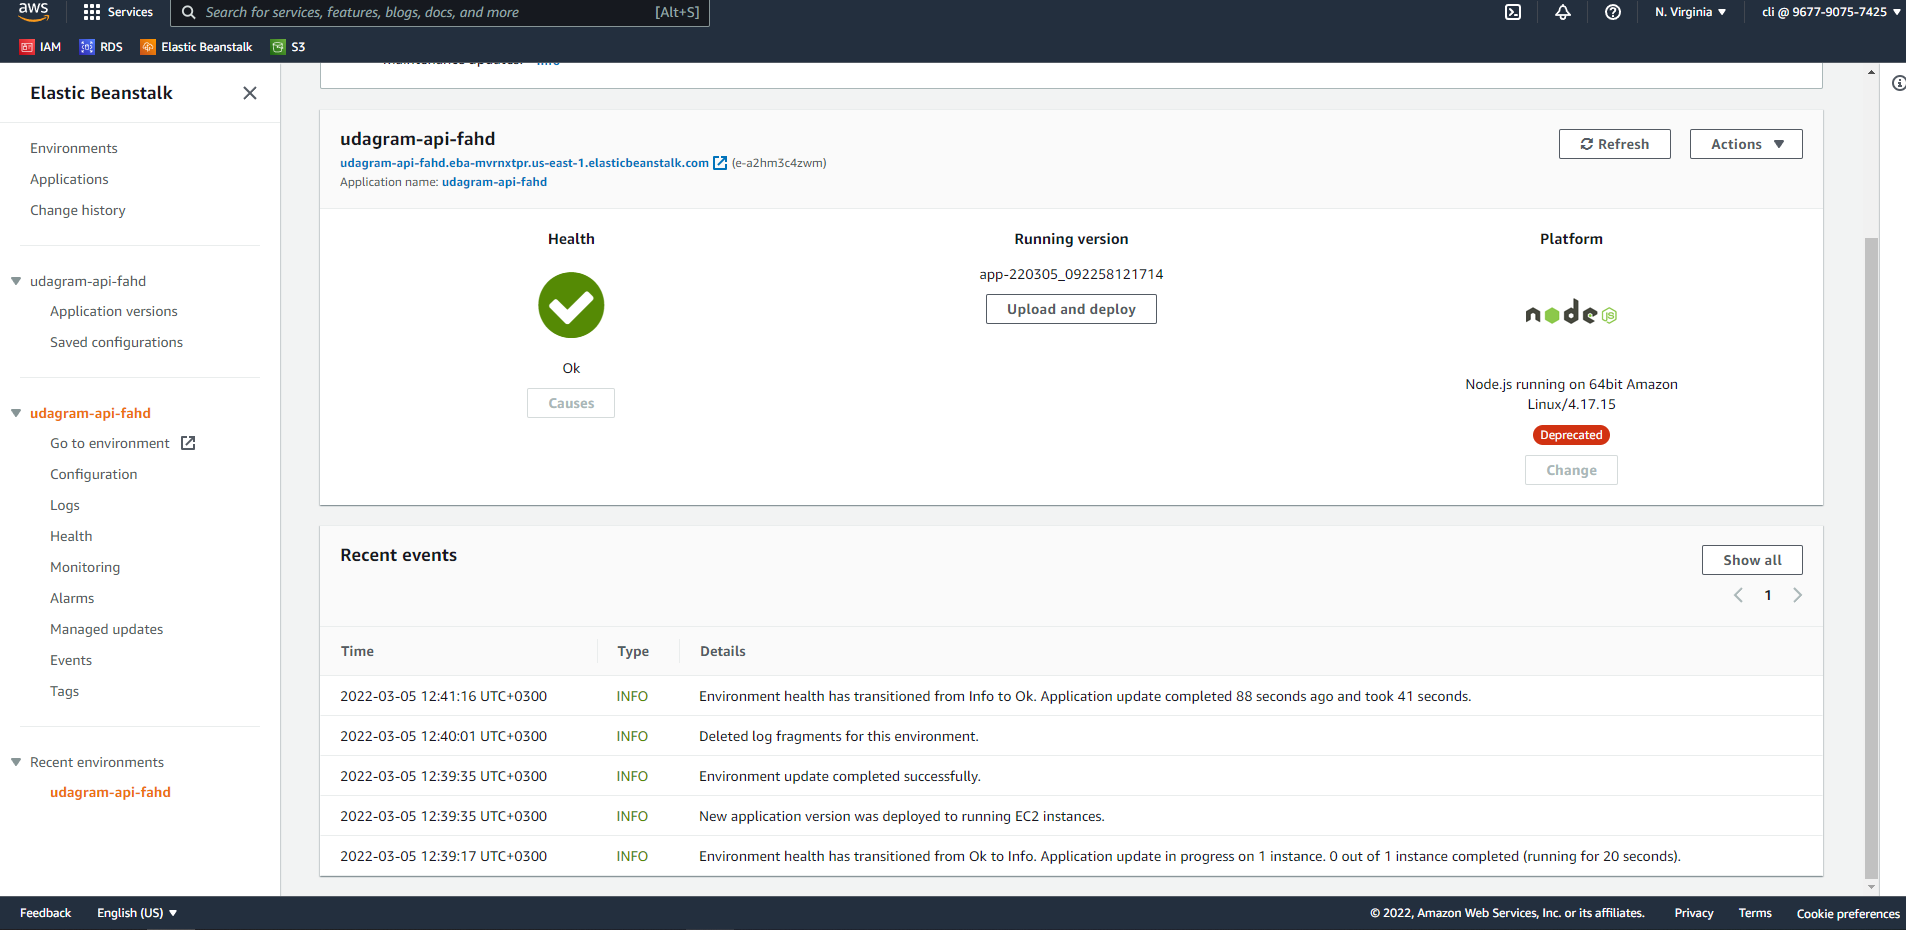 aws
Services
Search for services, features, blogs, docs, and more [Alt+S]
N. Virginia
cli @ 9677-9075-7425
IAM
RDS
Elastic Beanstalk
S3
Elastic Beanstalk
Environments
Applications
Change history
udagram-api-fahd
Application versions
Saved configurations
udagram-api-fahd
Go to environment
Configuration
Logs
Health
Monitoring
Alarms
Managed updates
Events
Tags
Recent environments
udagram-api-fahd
maintenance updates. Info
udagram-api-fahd
udagram-api-fahd.eba-mvrnxtpr.us-east-1.elasticbeanstalk.com (e-a2hm3c4zwm)
Application name: udagram-api-fahd
Refresh
Actions
Health
Ok
Causes
Running version
app-220305_092258121714
Upload and deploy
Platform
node JS
Node.js running on 64bit Amazon
Linux/4.17.15
Deprecated
Change
Recent events
Show all
1
Time Type Details
2022-03-05 12:41:16 UTC+0300 INFO Environment health has transitioned from Info to Ok. Application update completed 88 seconds ago and took 41 seconds.
2022-03-05 12:40:01 UTC+0300 INFO Deleted log fragments for this environment.
2022-03-05 12:39:35 UTC+0300 INFO Environment update completed successfully.
2022-03-05 12:39:35 UTC+0300 INFO New application version was deployed to running EC2 instances.
2022-03-05 12:39:17 UTC+0300 INFO Environment health has transitioned from Ok to Info. Application update in progress on 1 instance. 0 out of 1 instance completed (running for 20 seconds).
Feedback
English (US)
© 2022, Amazon Web Services, Inc. or its affiliates.
Privacy
Terms
Cookie preferences